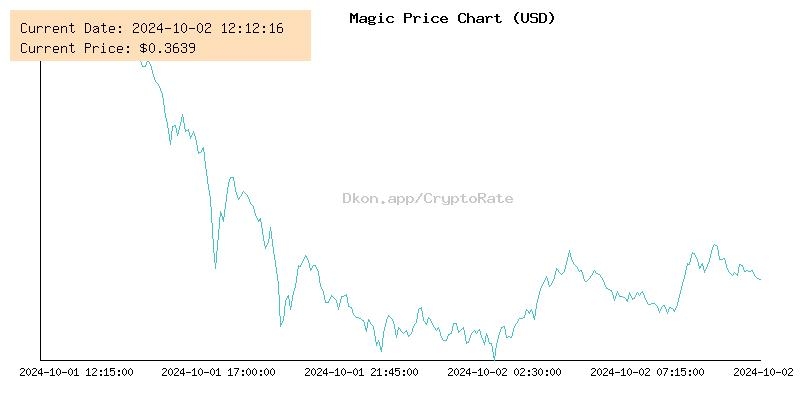 Magic Price Chart (USD)
Current Date: 2024-10-02 12:12:16
Current Price: $0.3639
Dkon.app/CryptoRate
2024-10-01 12:15:00 2024-10-01 17:00:00 2024-10-01 21:45:00 2024-10-02 02:30:00 2024-10-02 07:15:00 2024-10-02